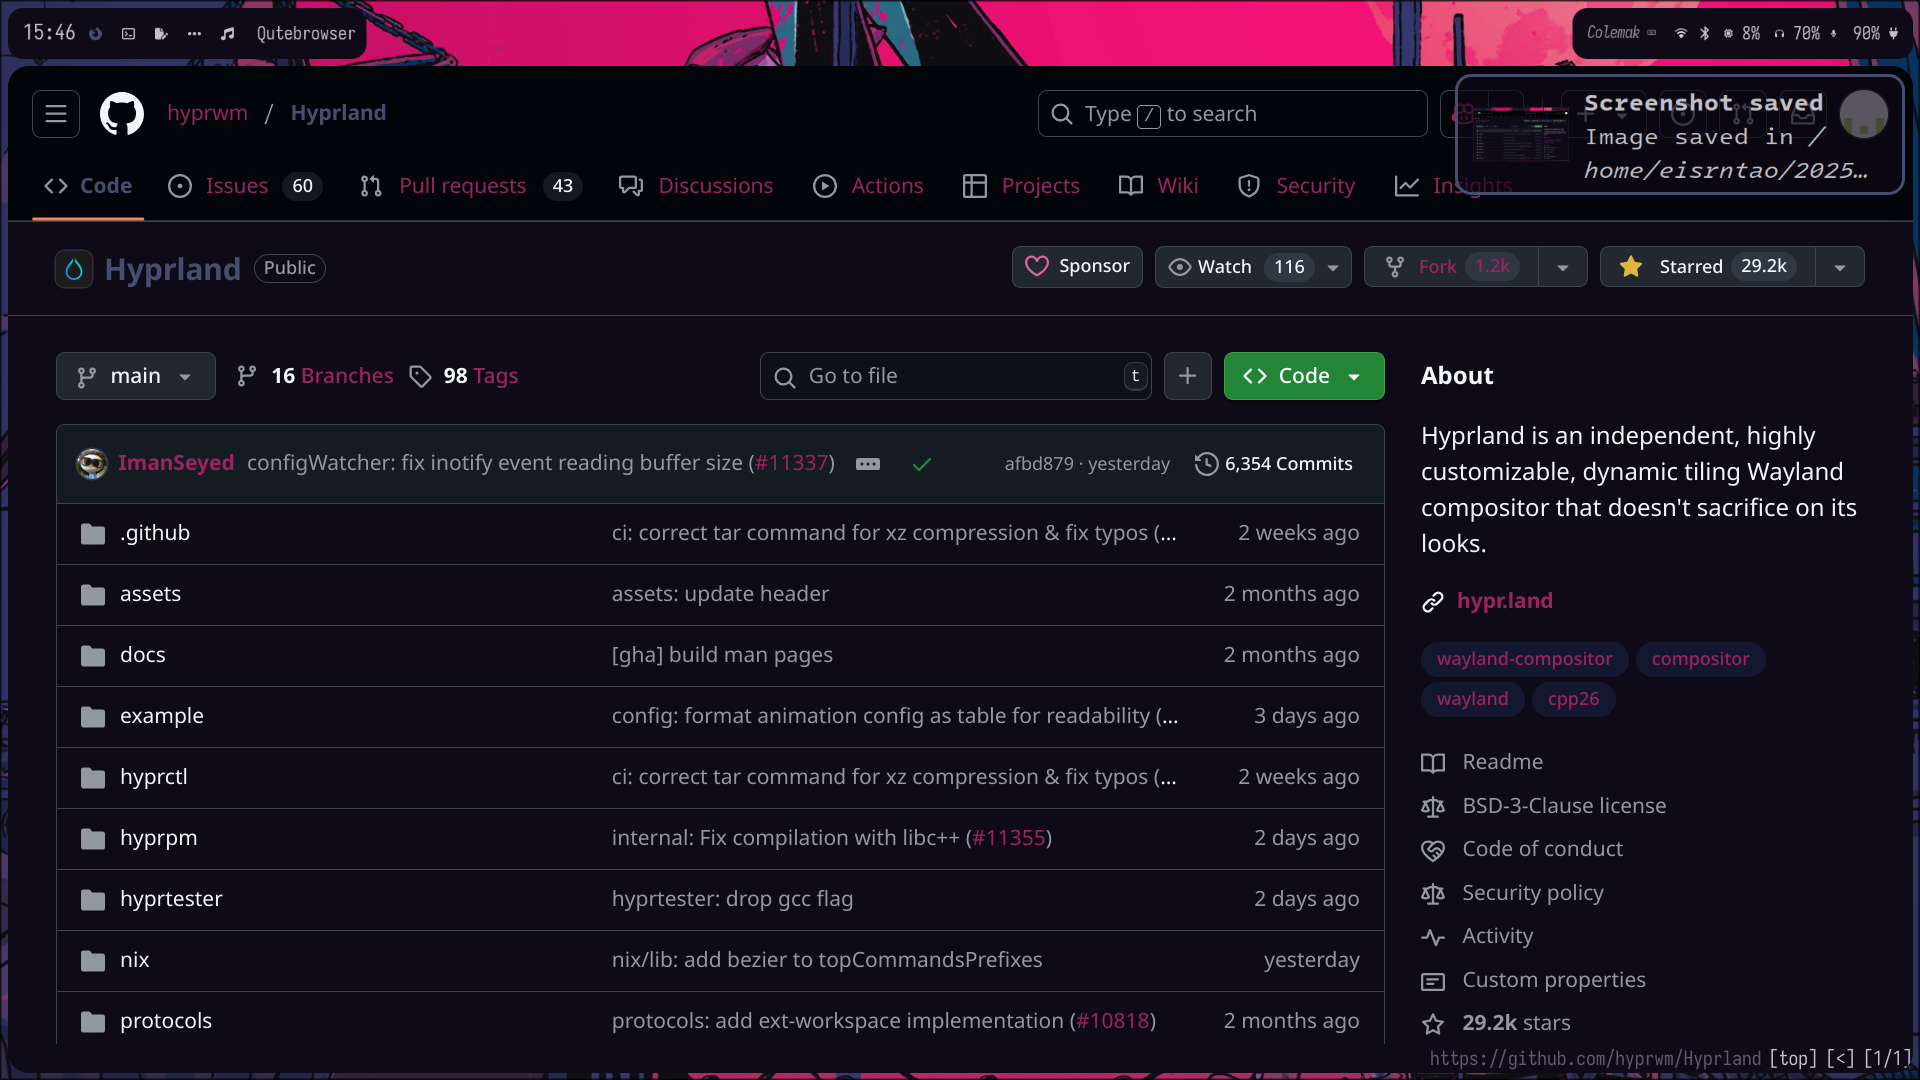 15:46 Qutebrowser
Colemak 8% 70% 90%
hyprwm / Hyprland
Type / to search
Screenshot saved
Image saved in /
home/eisrntao/2025…
Code Issues 60 Pull requests 43 Discussions Actions Projects Wiki Security Insights
Hyprland Public
Sponsor Watch 116 Fork 1.2k Starred 29.2k
main 16 Branches 98 Tags
Go to file t
Code
ImanSeyed configWatcher: fix inotify event reading buffer size (#11337) afbd879 · yesterday 6,354 Commits
.github ci: correct tar command for xz compression & fix typos (... 2 weeks ago
assets assets: update header 2 months ago
docs [gha] build man pages 2 months ago
example config: format animation config as table for readability (... 3 days ago
hyprctl ci: correct tar command for xz compression & fix typos (... 2 weeks ago
hyprpm internal: Fix compilation with libc++ (#11355) 2 days ago
hyprtester hyprtester: drop gcc flag 2 days ago
nix nix/lib: add bezier to topCommandsPrefixes yesterday
protocols protocols: add ext-workspace implementation (#10818) 2 months ago
About
Hyprland is an independent, highly
customizable, dynamic tiling Wayland
compositor that doesn't sacrifice on its
looks.
hypr.land
wayland-compositor compositor
wayland cpp26
Readme
BSD-3-Clause license
Code of conduct
Security policy
Activity
Custom properties
29.2k stars
https://github.com/hyprwm/Hyprland [top] [<] [1/1]